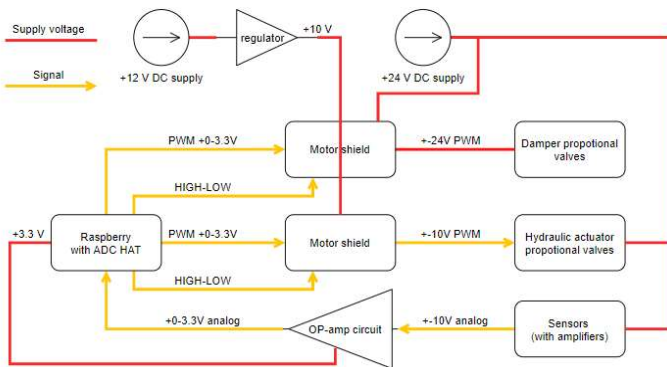 Supply voltage
Signal
+12 V DC supply
regulator
+10 V
+24 V DC supply
PWM +0-3.3V
Motor shield
+-24V PWM
Damper propotional
valves
HIGH-LOW
+3.3 V
Raspberry
with ADC HAT
PWM +0-3.3V
Motor shield
+-10V PWM
Hydraulic actuator
propotional valves
HIGH-LOW
+0-3.3V analog
OP-amp circuit
+-10V analog
Sensors
(with amplifiers)